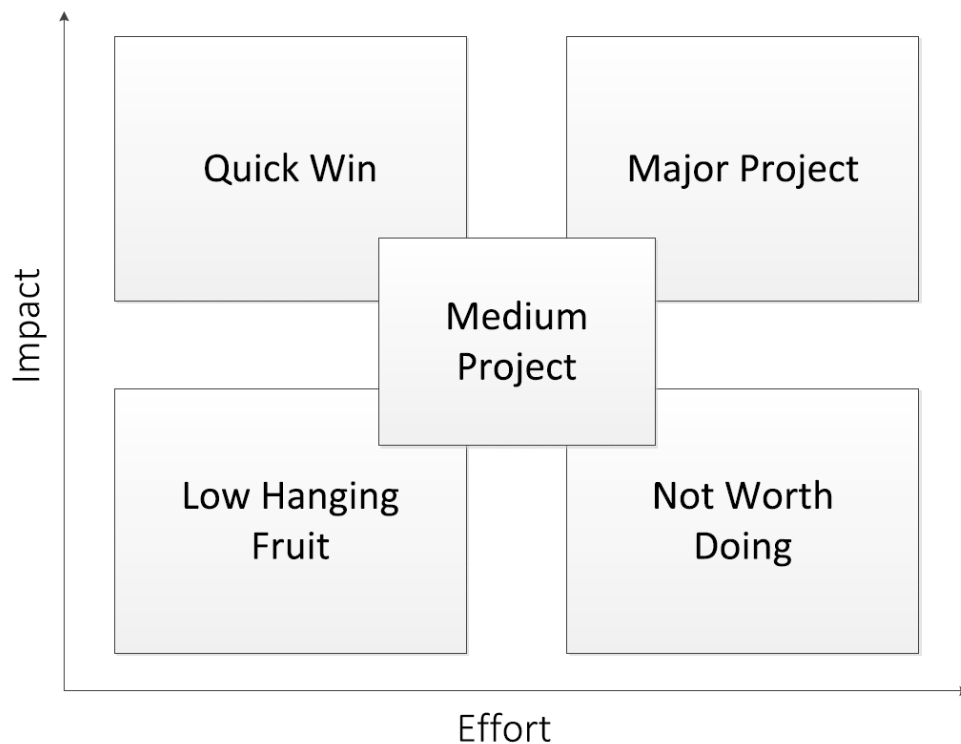 Quick Win
Major Project
Medium
Project
Impact
Low Hanging
Fruit
Not Worth
Doing
Effort